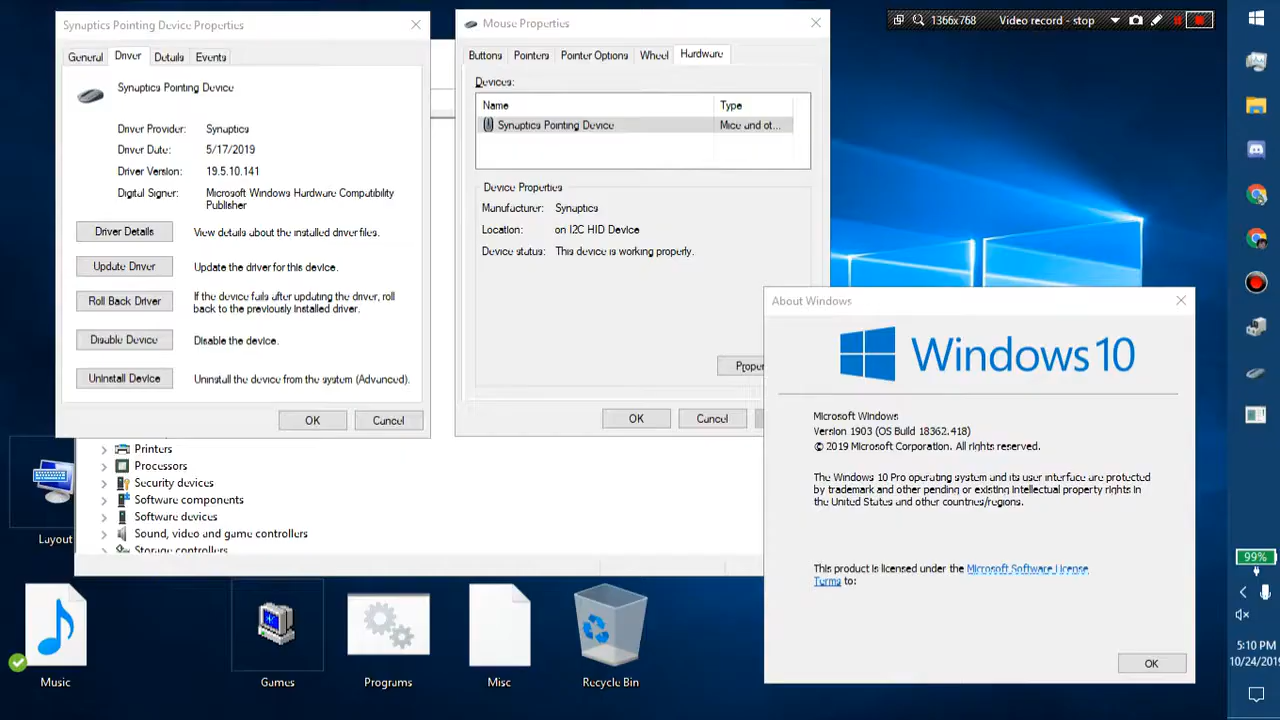 Synaptics Pointing Device Properties
General
Driver
Details
Events
Synaptics Pointing Device
Driver Provider: Synaptics
Driver Date: 5/17/2019
Driver Version: 19.5.10.141
Digital Signer: Microsoft Windows Hardware Compatibility
Publisher
Driver Details
View details about the installed driver files.
Update Driver
Update the driver for this device.
Roll Back Driver
If the device fails after updating the driver, roll
back to the previously installed driver.
Disable Device
Disable the device.
Uninstall Device
Uninstall the device from the system (Advanced).
OK
Cancel
Mouse Properties
Buttons
Pointers
Pointer Options
Wheel
Hardware
Devices:
Name
Type
Synaptics Pointing Device
Mice and ot...
Device Properties
Manufacturer: Synaptics
Location: on I2C HID Device
Device status: This device is working properly.
Proper
OK
Cancel
1366x768
Video record - stop
About Windows
Windows 10
Microsoft Windows
Version 1903 (OS Build 18362.418)
© 2019 Microsoft Corporation. All rights reserved.
The Windows 10 Pro operating system and its user interface are protected
by trademark and other pending or existing intellectual property rights in
the United States and other countries/regions.
This product is licensed under the Microsoft Software License
Terms to:
OK
Printers
Processors
Security devices
Software components
Software devices
Sound, video and game controllers
Storage controllers
Layout
Music
Games
Programs
Misc
Recycle Bin
99%
5:10 PM
10/24/2019